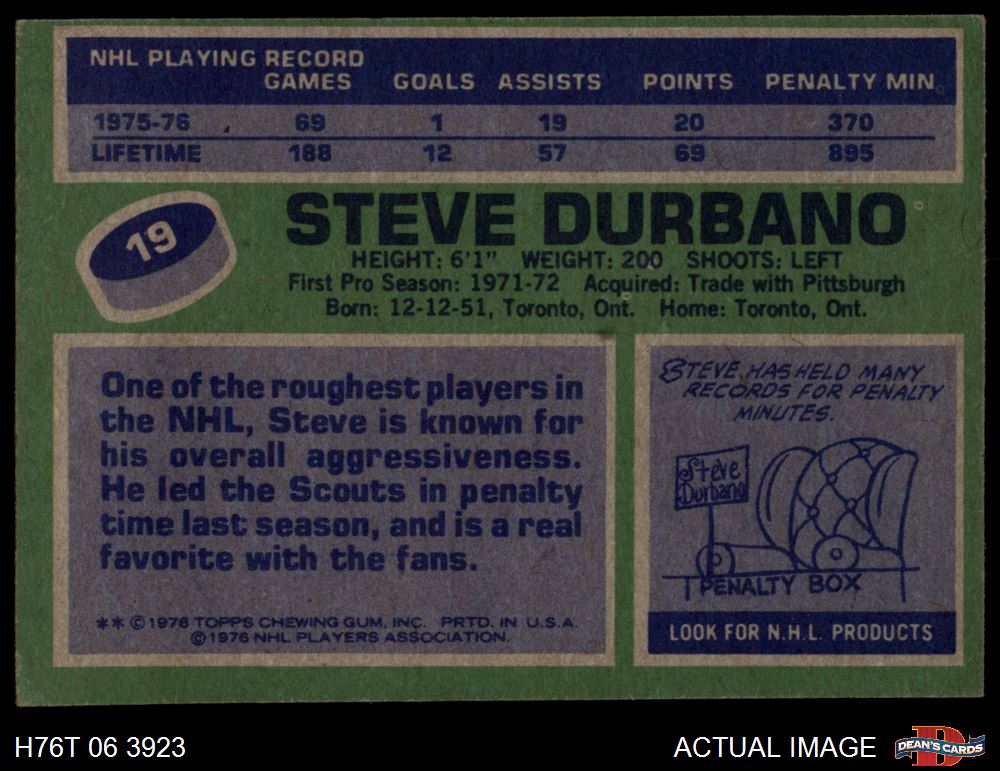 NHL PLAYING RECORD
GAMES GOALS ASSISTS POINTS PENALTY MIN.
1975-76 69 1 19 20 370
LIFETIME 188 12 57 69 895
19
STEVE DURBANO
HEIGHT: 6'1" WEIGHT: 200 SHOOTS: LEFT
First Pro Season: 1971-72 Acquired: Trade with Pittsburgh
Born: 12-12-51, Toronto, Ont. Home: Toronto, Ont.
One of the roughest players in
the NHL, Steve is known for
his overall aggressiveness.
He led the Scouts in penalty
time last season, and is a real
favorite with the fans.
** © 1976 TOPPS CHEWING GUM, INC. PRTD. IN U.S.A.
© 1976 NHL PLAYERS ASSOCIATION.
STEVE HAS HELD MANY
RECORDS FOR PENALTY
MINUTES.
Steve
Durbano
PENALTY BOX
LOOK FOR N.H.L. PRODUCTS
H76T 06 3923
ACTUAL IMAGE
D
DEAN'S CARDS